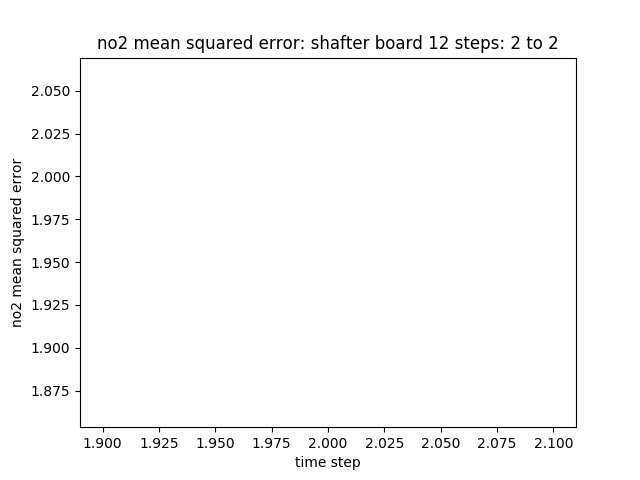 no2 mean squared error: shafter board 12 steps: 2 to 2
2.050
2.025
2.000
1.975
1.950
1.925
1.900
1.875
no2 mean squared error
1.900 1.925 1.950 1.975 2.000 2.025 2.050 2.075 2.100
time step